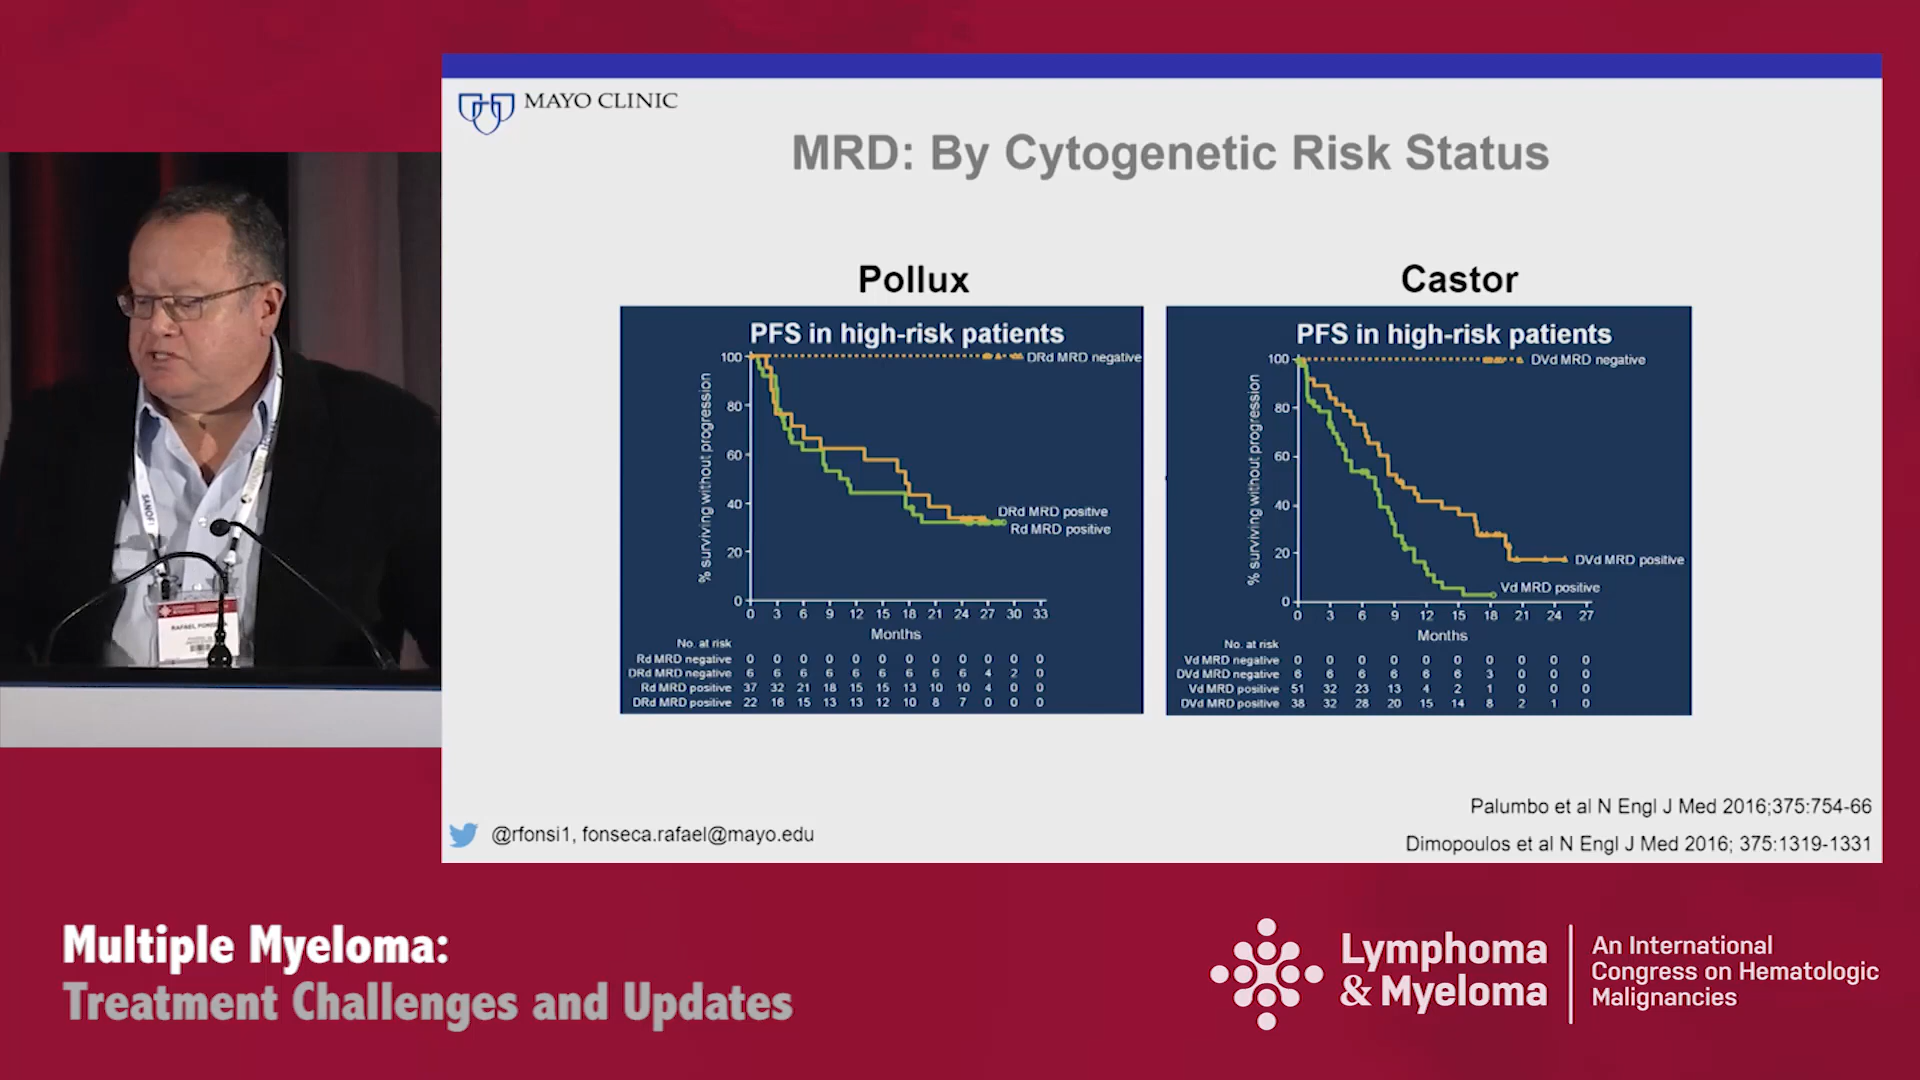 MAYO CLINIC
MRD: By Cytogenetic Risk Status
Pollux
PFS in high-risk patients
% surviving without progression
100
80
60
40
20
0
DRd MRD negative
DRd MRD positive
Rd MRD positive
0 3 6 9 12 15 18 21 24 27 30 33
Months
No. at risk
Rd MRD negative 0 0 0 0 0 0 0 0 0 0 0 0
DRd MRD negative 6 6 6 6 6 6 6 6 6 4 2 0
Rd MRD positive 37 32 21 18 15 15 13 10 10 4 0 0
DRd MRD positive 22 16 15 13 13 12 10 8 7 0 0 0
Castor
PFS in high-risk patients
% surviving without progression
100
80
60
40
20
0
DVd MRD negative
DVd MRD positive
Vd MRD positive
0 3 6 9 12 15 18 21 24 27
Months
No. at risk
Vd MRD negative 0 0 0 0 0 0 0 0 0 0
DVd MRD negative 6 6 6 6 6 6 3 0 0 0
Vd MRD positive 51 32 23 13 4 2 1 0 0 0
DVd MRD positive 38 32 28 20 15 14 8 2 1 0
Palumbo et al N Engl J Med 2016;375:754-66
@rfonsi1, fonseca.rafael@mayo.edu
Dimopoulos et al N Engl J Med 2016; 375:1319-1331
SANOFI
RAFAEL
Multiple Myeloma:
Treatment Challenges and Updates
Lymphoma
& Myeloma
An International
Congress on Hematologic
Malignancies